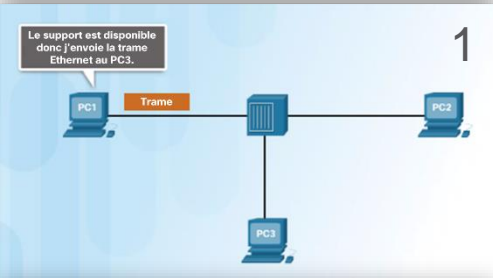 Le support est disponible
donc j'envoie la trame
Ethernet au PC3.
1
PC1
Trame
PC2
PC3